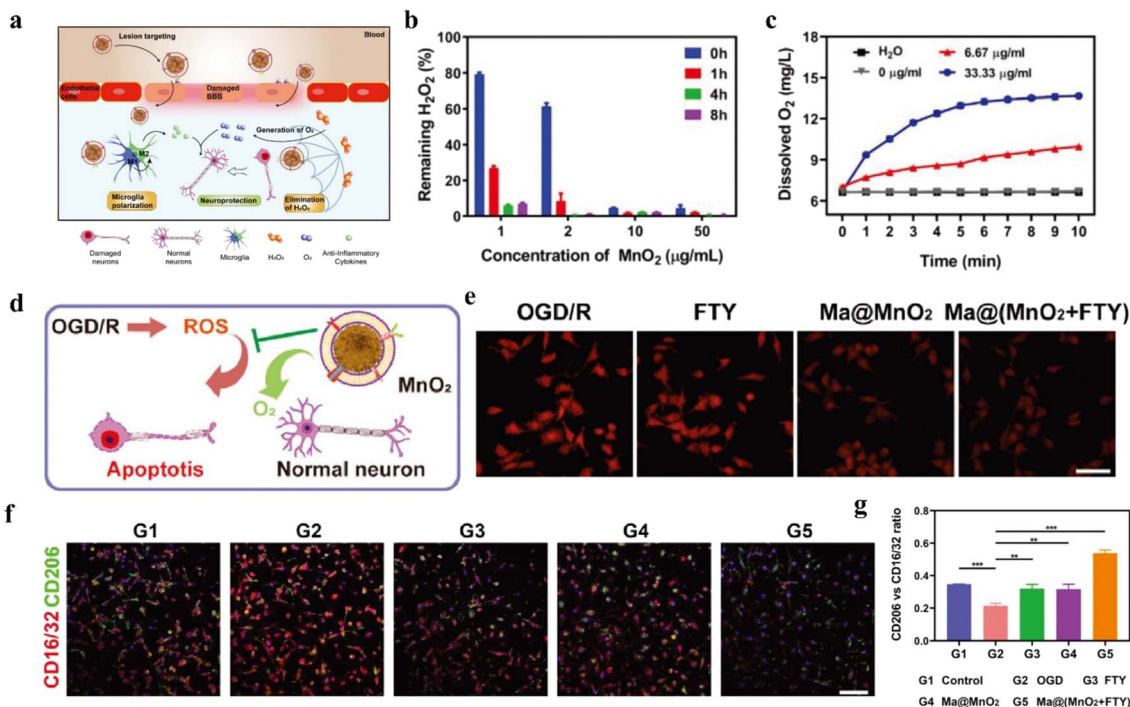 a
Blood
Lesion targeting
Endothelial
cells
Damaged
BBB
Generation of O₂
M2
M1
Microglia
polarization
Neuroprotection
Elimination
of H₂O₂
Damaged
neurons
Normal
neurons
Microglia
H₂O₂
O₂
Anti-Inflammatory
Cytokines
b
Remaining H₂O₂ (%)
100
80
60
40
20
0
0h
1h
4h
8h
1 2 10 50
Concentration of MnO₂ (μg/mL)
c
Dissolved O₂ (mg/L)
18
15
12
9
6
H₂O 6.67 μg/ml
0 μg/ml 33.33 μg/ml
0 1 2 3 4 5 6 7 8 9 10
Time (min)
d
OGD/R ROS
MnO₂
O₂
Apoptotis Normal neuron
e
OGD/R FTY Ma@MnO₂ Ma@(MnO₂+FTY)
f
G1 G2 G3 G4 G5
CD16/32 CD206
g
CD206 vs CD16/32 ratio
0.8
0.6
0.4
0.2
0.0
***
**
**
***
G1 G2 G3 G4 G5
G1 Control G2 OGD G3 FTY
G4 Ma@MnO₂ G5 Ma@(MnO₂+FTY)